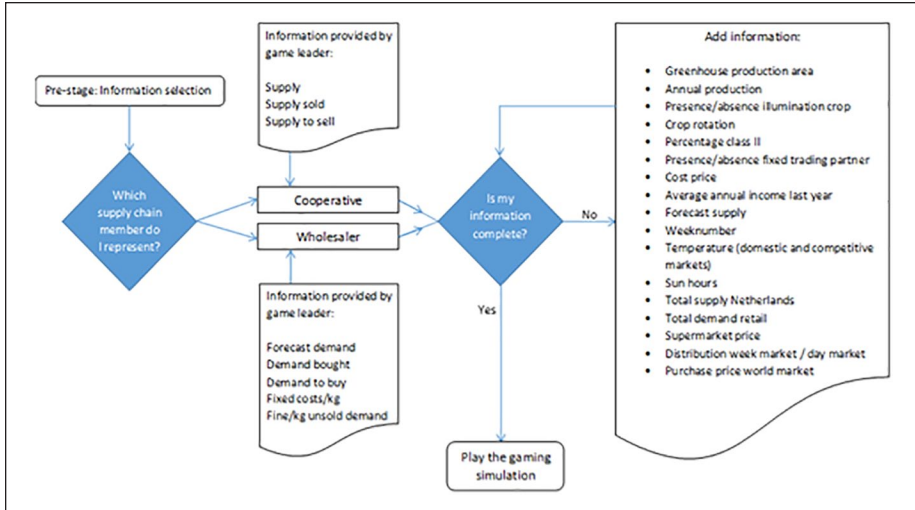 Pre-stage: Information selection
Which
supply chain
member do
I represent?
Information provided by
game leader:
Supply
Supply sold
Supply to sell
Cooperative
Wholesaler
Information provided by
game leader:
Forecast demand
Demand bought
Demand to buy
Fixed costs/kg
Fine/kg unsold demand
Is my
information
complete?
No
Yes
Play the gaming
simulation
Add information:
• Greenhouse production area
• Annual production
• Presence/absence illumination crop
• Crop rotation
• Percentage class II
• Presence/absence fixed trading partner
• Cost price
• Average annual income last year
• Forecast supply
• Weeknumber
• Temperature (domestic and competitive
markets)
• Sun hours
• Total supply Netherlands
• Total demand retail
• Supermarket price
• Distribution week market / day market
• Purchase price world market